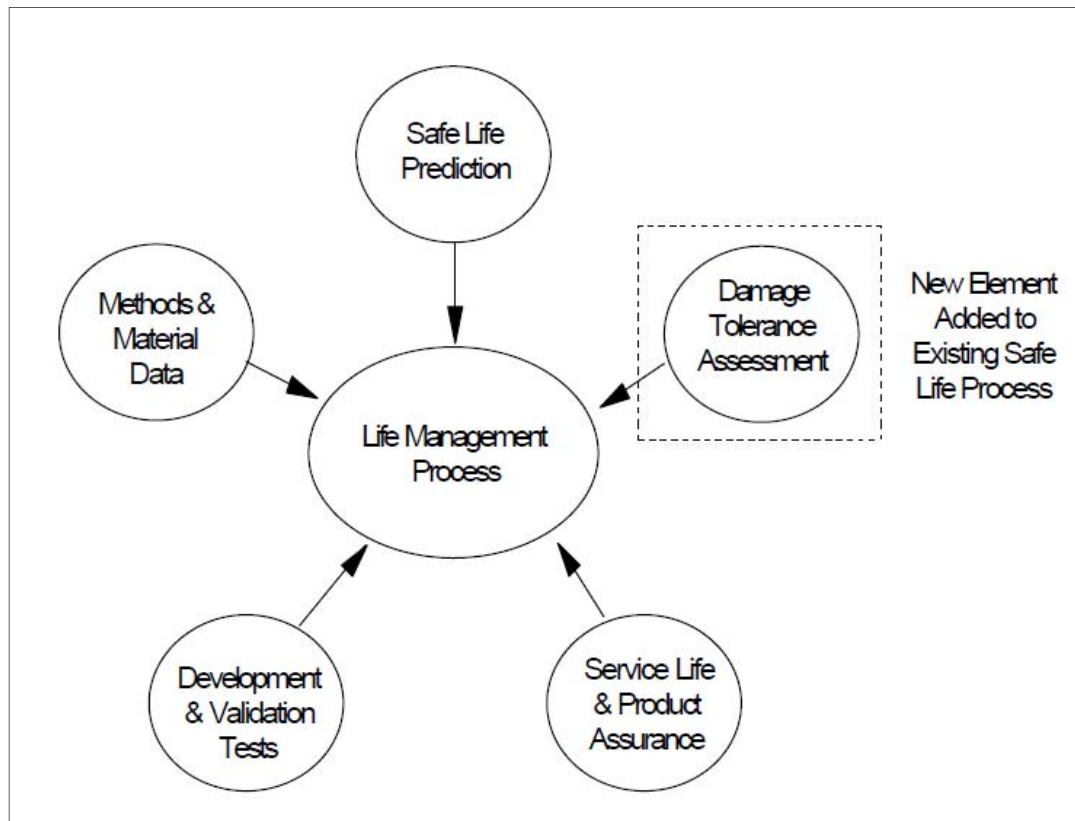 Safe Life
Prediction
Methods &
Material
Data
Damage
Tolerance
Assessment
New Element
Added to
Existing Safe
Life Process
Life Management
Process
Development
& Validation
Tests
Service Life
& Product
Assurance